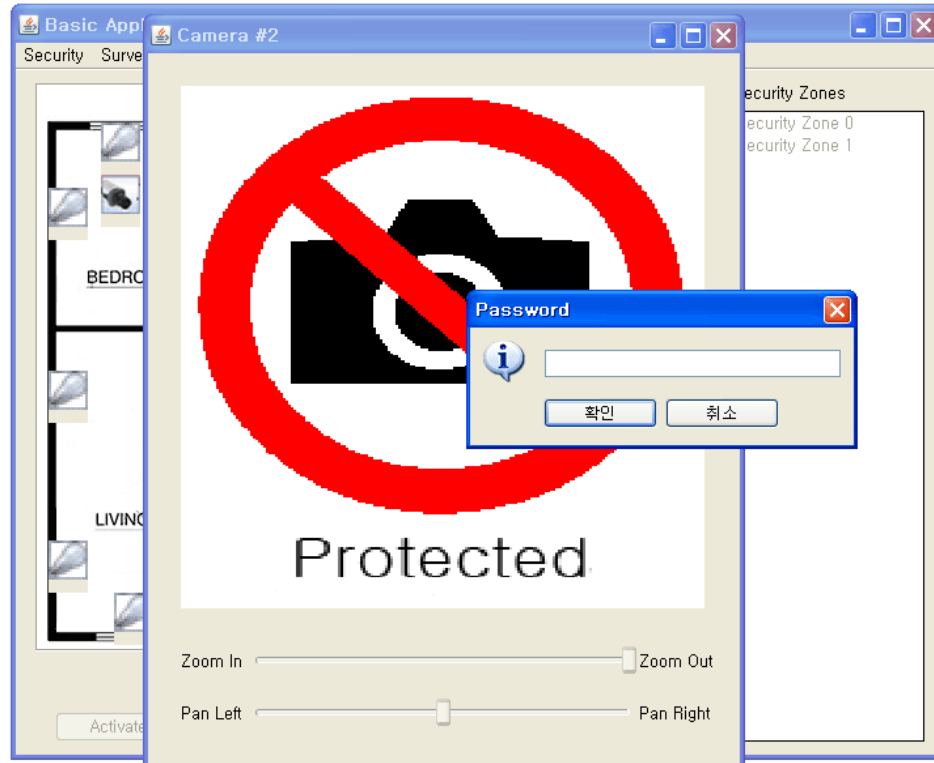 Basic App
Camera #2
Security Surve
ecurity Zones
ecurity Zone 0
ecurity Zone 1
BEDRO
Password
확인 취소
LIVING
Protected
Zoom In Zoom Out
Pan Left Pan Right
Activate